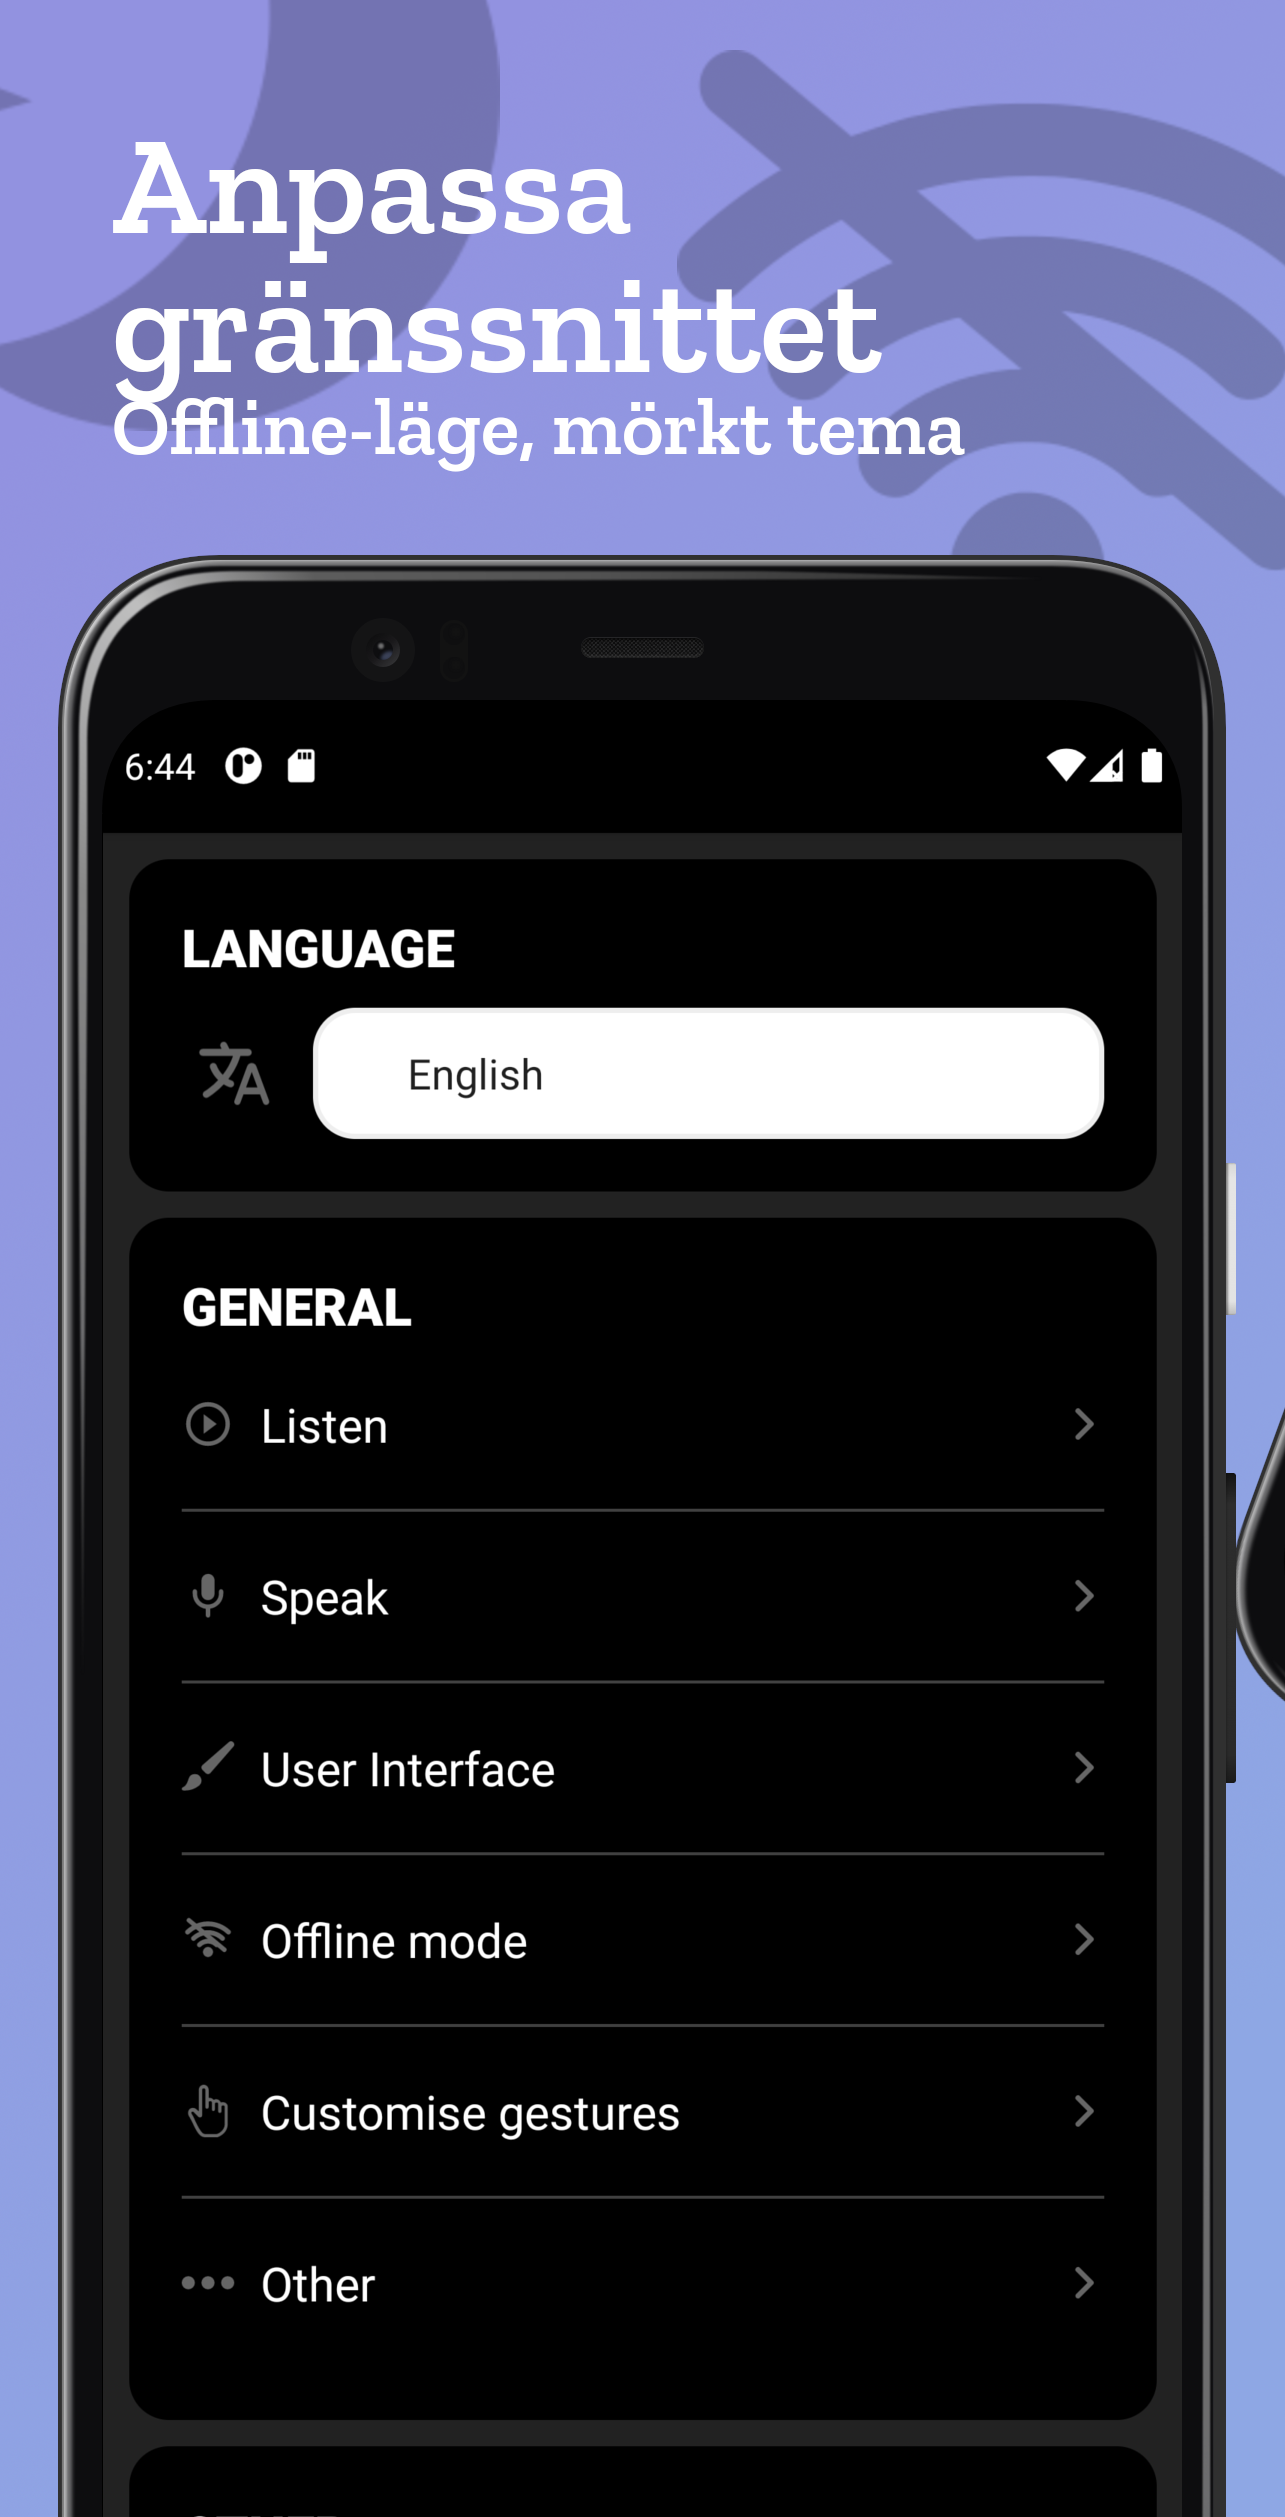 Anpassa
gränssnittet
Offline-läge, mörkt tema
6:44
LANGUAGE
English
GENERAL
Listen
Speak
User Interface
Offline mode
Customise gestures
Other